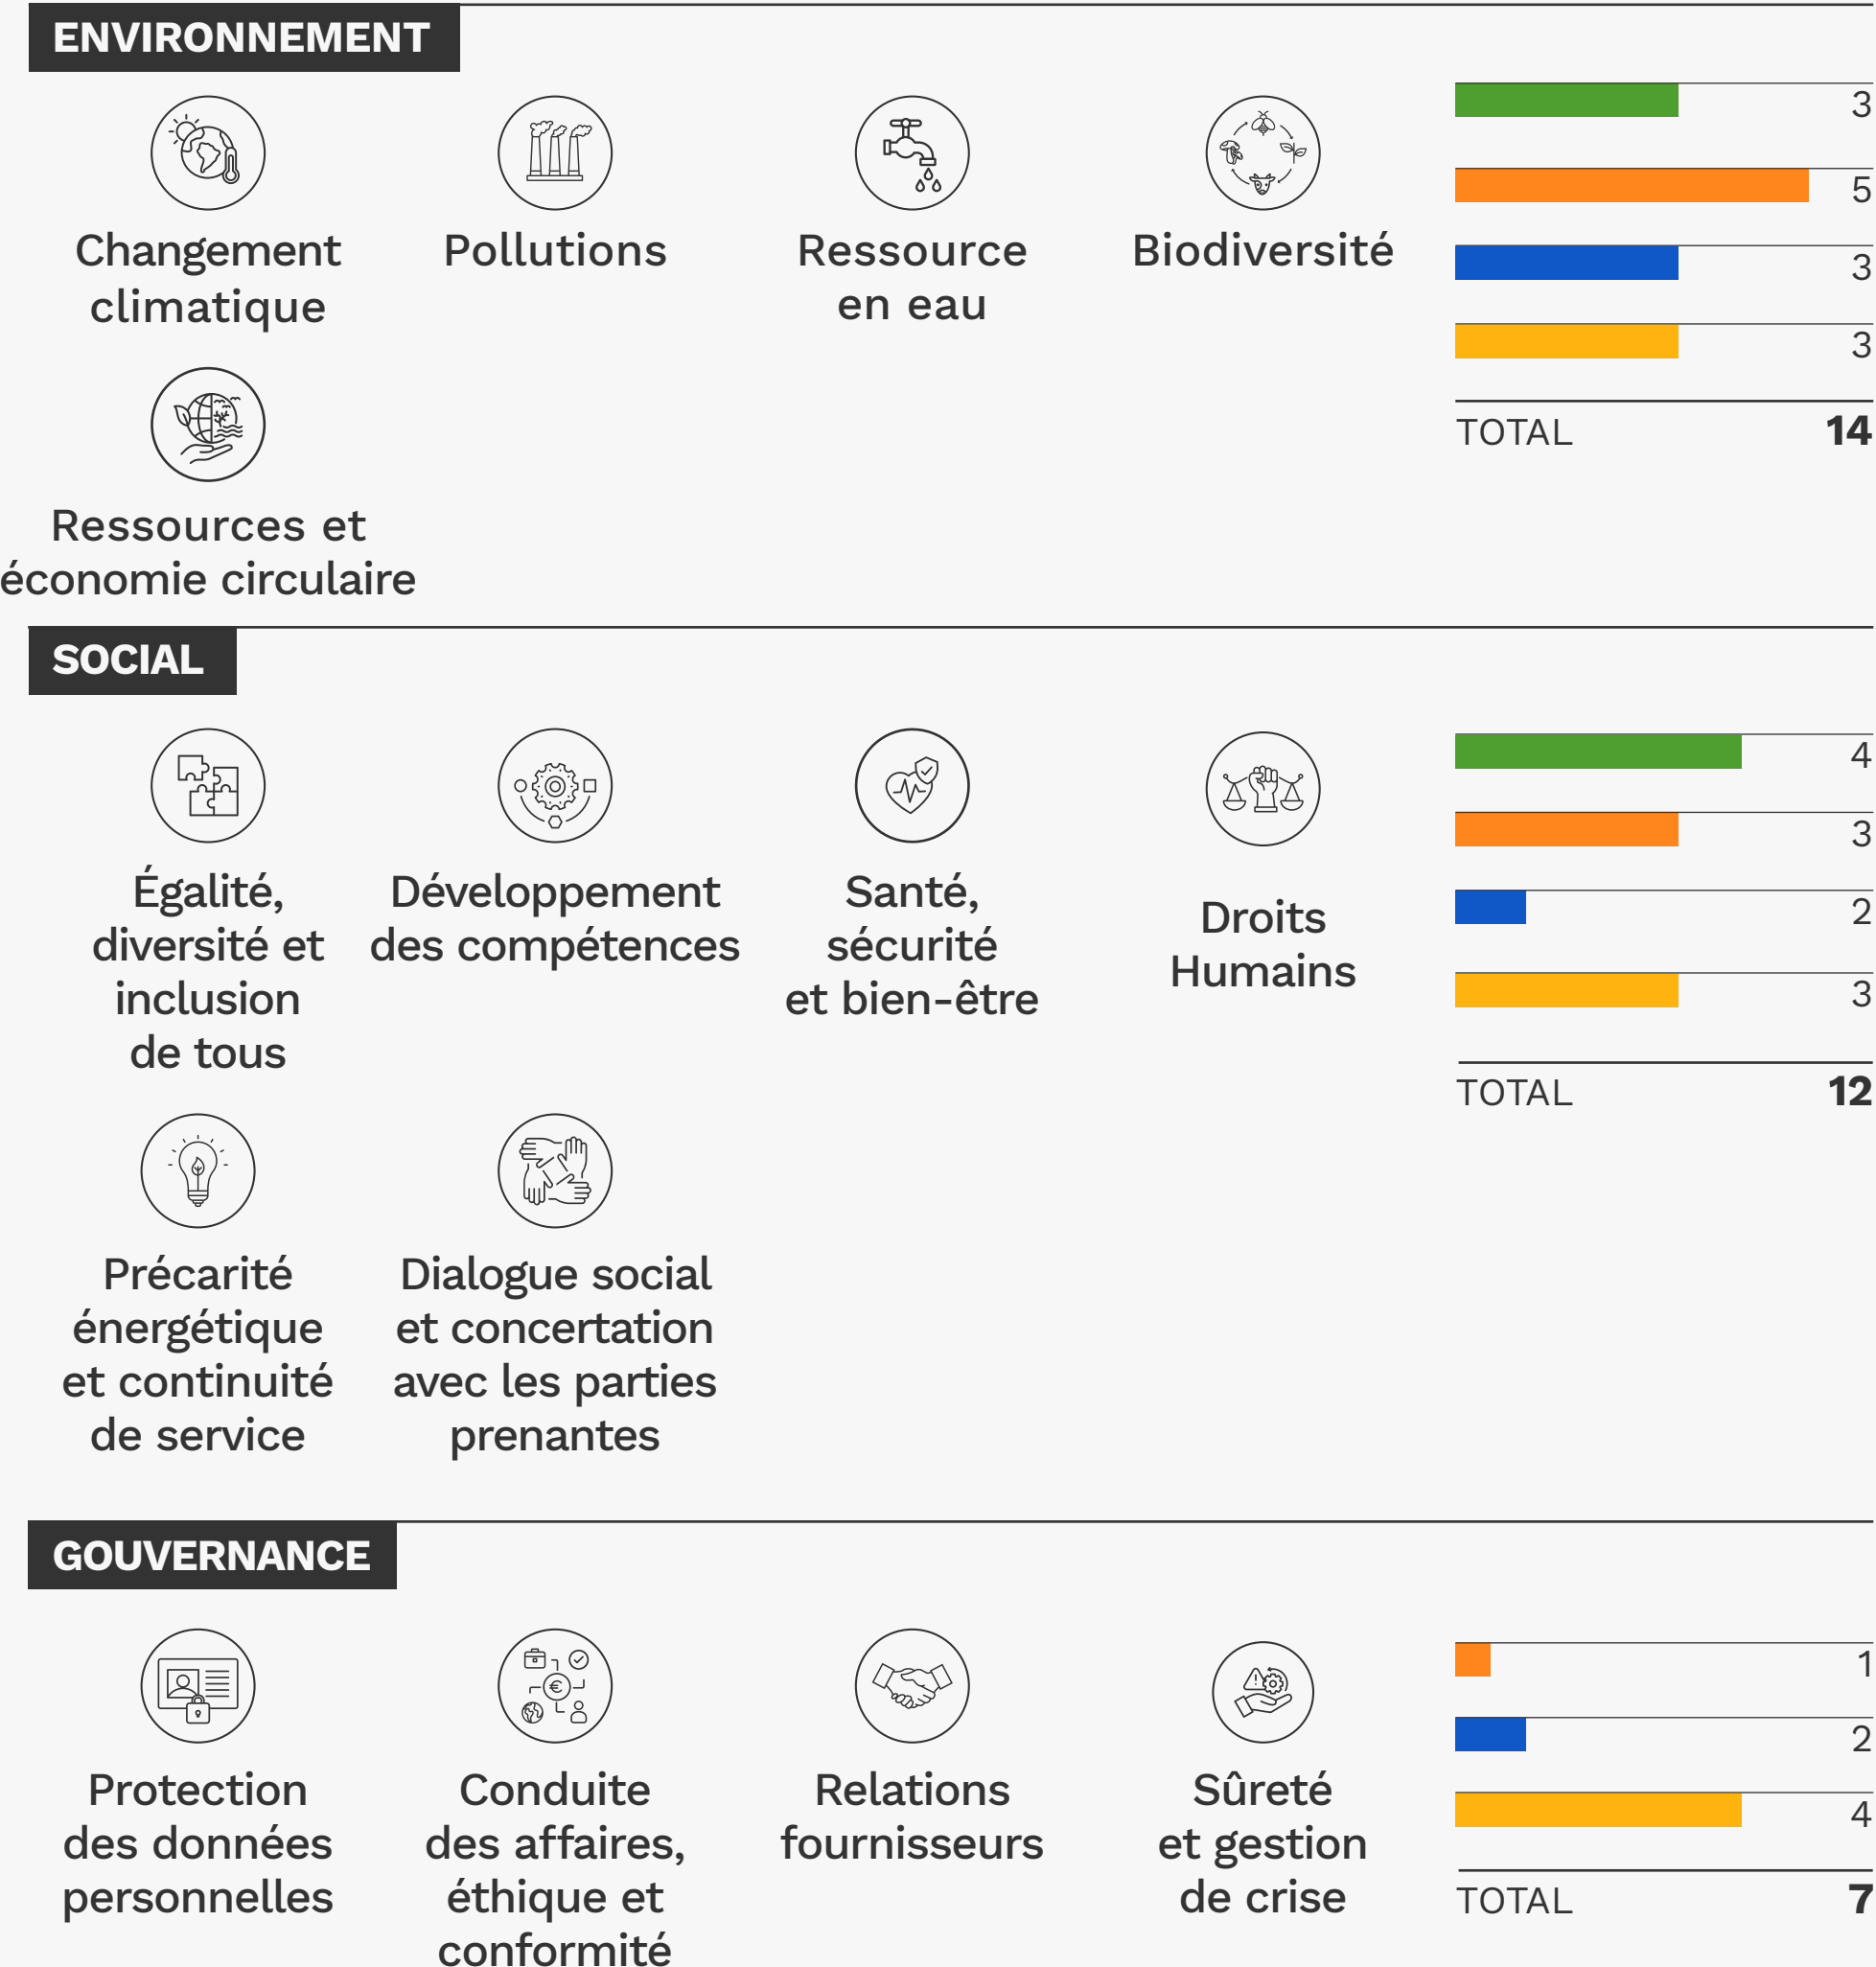 ENVIRONNEMENT
Changement
climatique
Pollutions
Ressource
en eau
Biodiversité
Ressources et
économie circulaire
3
5
3
3
TOTAL 14
SOCIAL
Égalité,
diversité et
inclusion
de tous
Développement
des compétences
Santé,
sécurité
et bien-être
Droits
Humains
Précarité
énergétique
et continuité
de service
Dialogue social
et concertation
avec les parties
prenantes
4
3
2
3
TOTAL 12
GOUVERNANCE
Protection
des données
personnelles
Conduite
des affaires,
éthique et
conformité
Relations
fournisseurs
Sûreté
et gestion
de crise
1
2
4
TOTAL 7